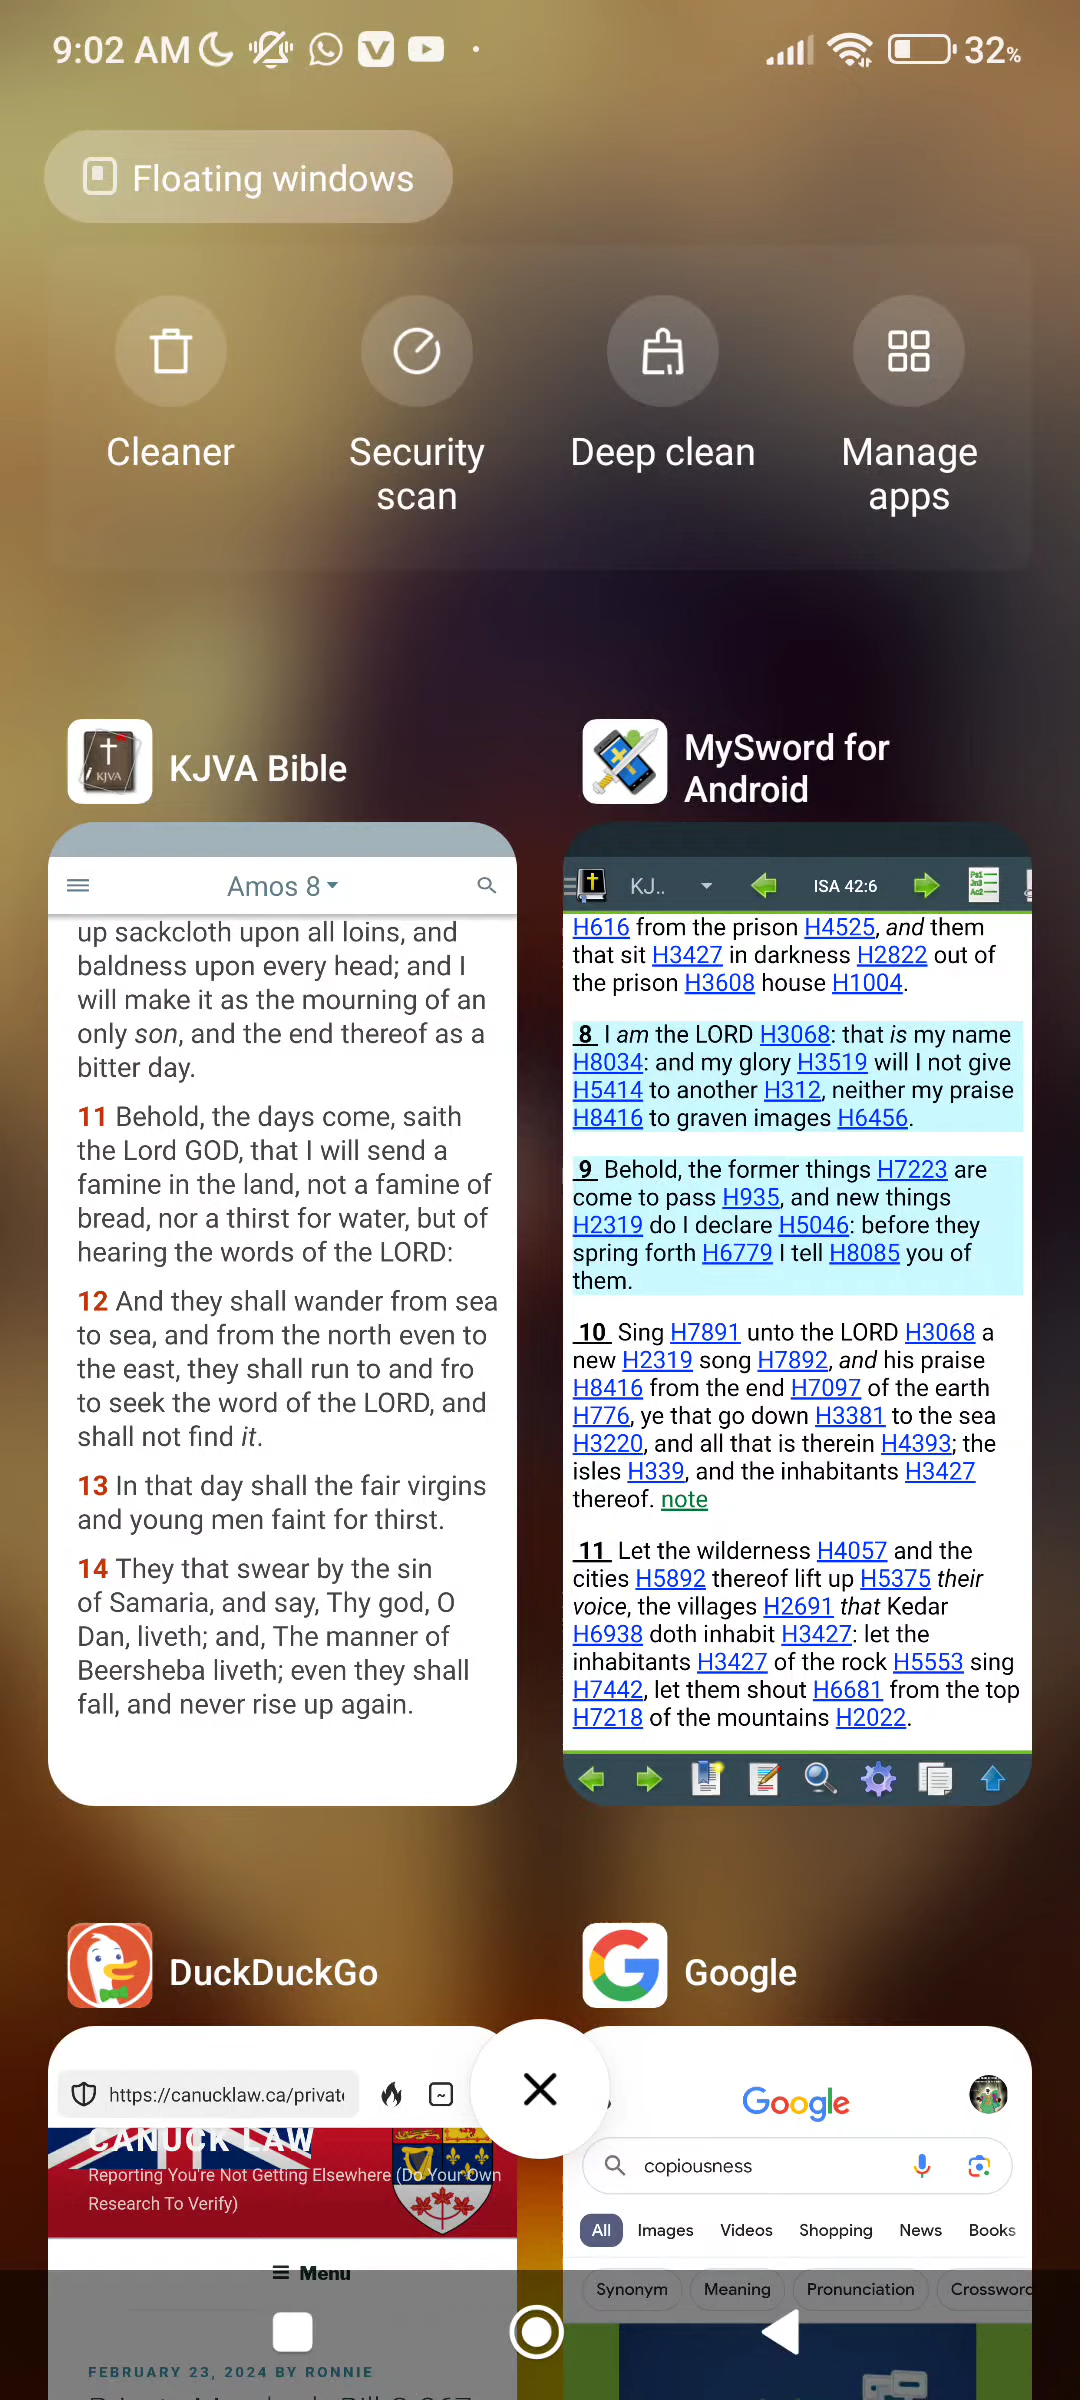 9:02 AM
32%
Floating windows
Cleaner
Security
scan
Deep clean
Manage
apps
KJVA
KJVA Bible
Amos 8
up sackcloth upon all loins, and
baldness upon every head; and I
will make it as the mourning of an
only son, and the end thereof as a
bitter day.
11 Behold, the days come, saith
the Lord GOD, that I will send a
famine in the land, not a famine of
bread, nor a thirst for water, but of
hearing the words of the LORD:
12 And they shall wander from sea
to sea, and from the north even to
the east, they shall run to and fro
to seek the word of the LORD, and
shall not find it.
13 In that day shall the fair virgins
and young men faint for thirst.
14 They that swear by the sin
of Samaria, and say, Thy god, O
Dan, liveth; and, The manner of
Beersheba liveth; even they shall
fall, and never rise up again.
MySword for
Android
KJ..
ISA 42:6
Ps1
Jn3
Ac2
H616 from the prison H4525, and them
that sit H3427 in darkness H2822 out of
the prison H3608 house H1004.
8 I am the LORD H3068: that is my name
H8034: and my glory H3519 will I not give
H5414 to another H312, neither my praise
H8416 to graven images H6456.
9 Behold, the former things H7223 are
come to pass H935, and new things
H2319 do I declare H5046: before they
spring forth H6779 I tell H8085 you of
them.
10 Sing H7891 unto the LORD H3068 a
new H2319 song H7892, and his praise
H8416 from the end H7097 of the earth
H776, ye that go down H3381 to the sea
H3220, and all that is therein H4393; the
isles H339, and the inhabitants H3427
thereof. note
11 Let the wilderness H4057 and the
cities H5892 thereof lift up H5375 their
voice, the villages H2691 that Kedar
H6938 doth inhabit H3427: let the
inhabitants H3427 of the rock H5553 sing
H7442, let them shout H6681 from the top
H7218 of the mountains H2022.
DuckDuckGo
https://canucklaw.ca/private
CANUCK LAW
Reporting You're Not Getting Elsewhere (Do Your Own
Research To Verify)
Menu
FEBRUARY 23, 2024 BY RONNIE
Google
Google
copiousness
All Images Videos Shopping News Books
Synonym Meaning Pronunciation Crossword